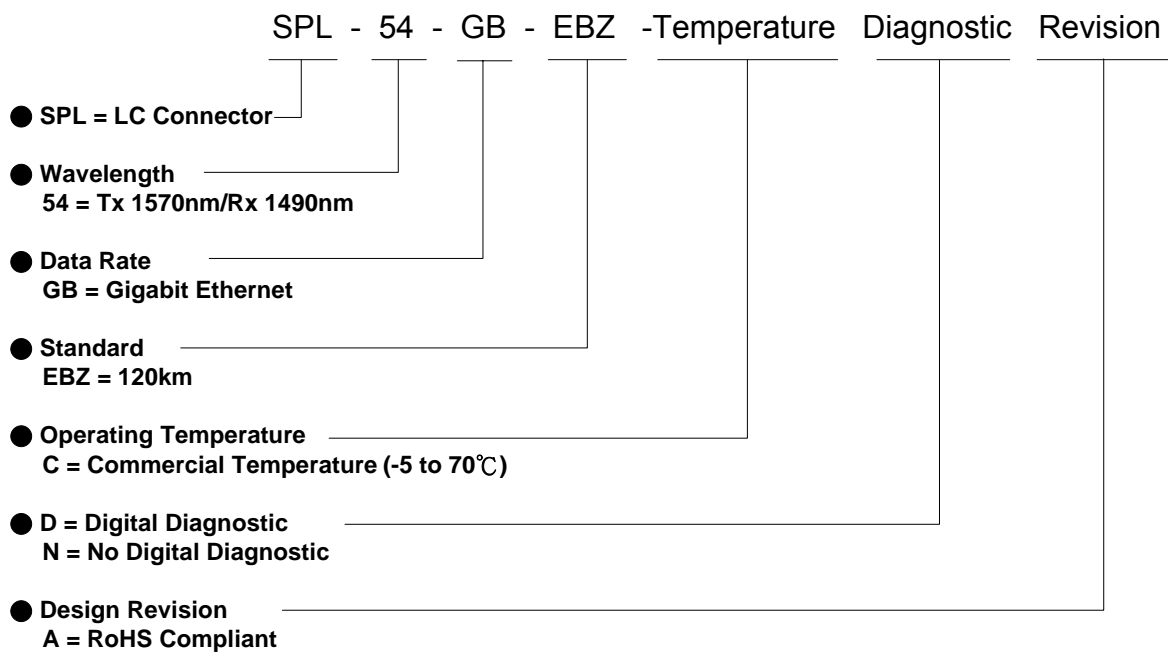 SPL - 54 - GB - EBZ -Temperature Diagnostic Revision
● SPL = LC Connector
● Wavelength
54 = Tx 1570nm/Rx 1490nm
● Data Rate
GB = Gigabit Ethernet
● Standard
EBZ = 120km
● Operating Temperature
C = Commercial Temperature (-5 to 70℃)
● D = Digital Diagnostic
N = No Digital Diagnostic
● Design Revision
A = RoHS Compliant